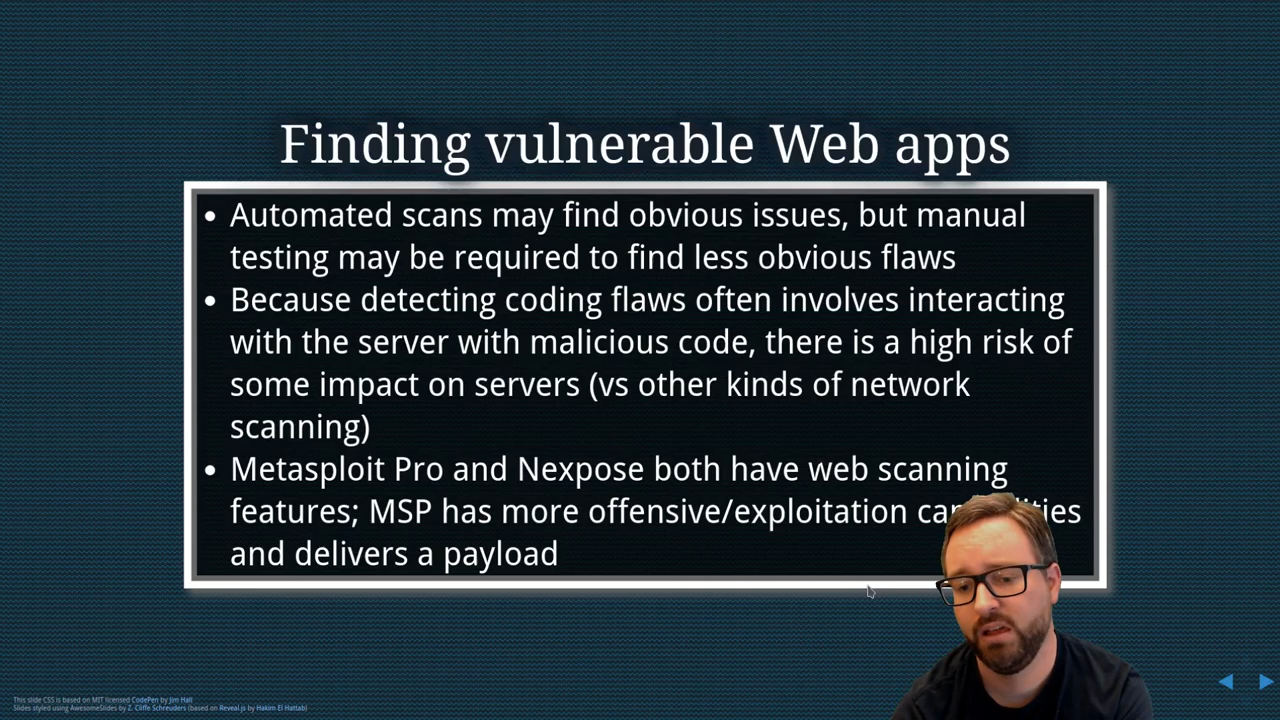 Finding vulnerable Web apps
• Automated scans may find obvious issues, but manual
testing may be required to find less obvious flaws
• Because detecting coding flaws often involves interacting
with the server with malicious code, there is a high risk of
some impact on servers (vs other kinds of network
scanning)
• Metasploit Pro and Nexpose both have web scanning
features; MSP has more offensive/exploitation
and delivers a payload
This slide CSS is based on MIT licensed CodePen by Jim Hall
Slides styled using AwesomeSlides by Z. Cliffe Schreuders (based on Reveal.js by Hakim El Hattab)